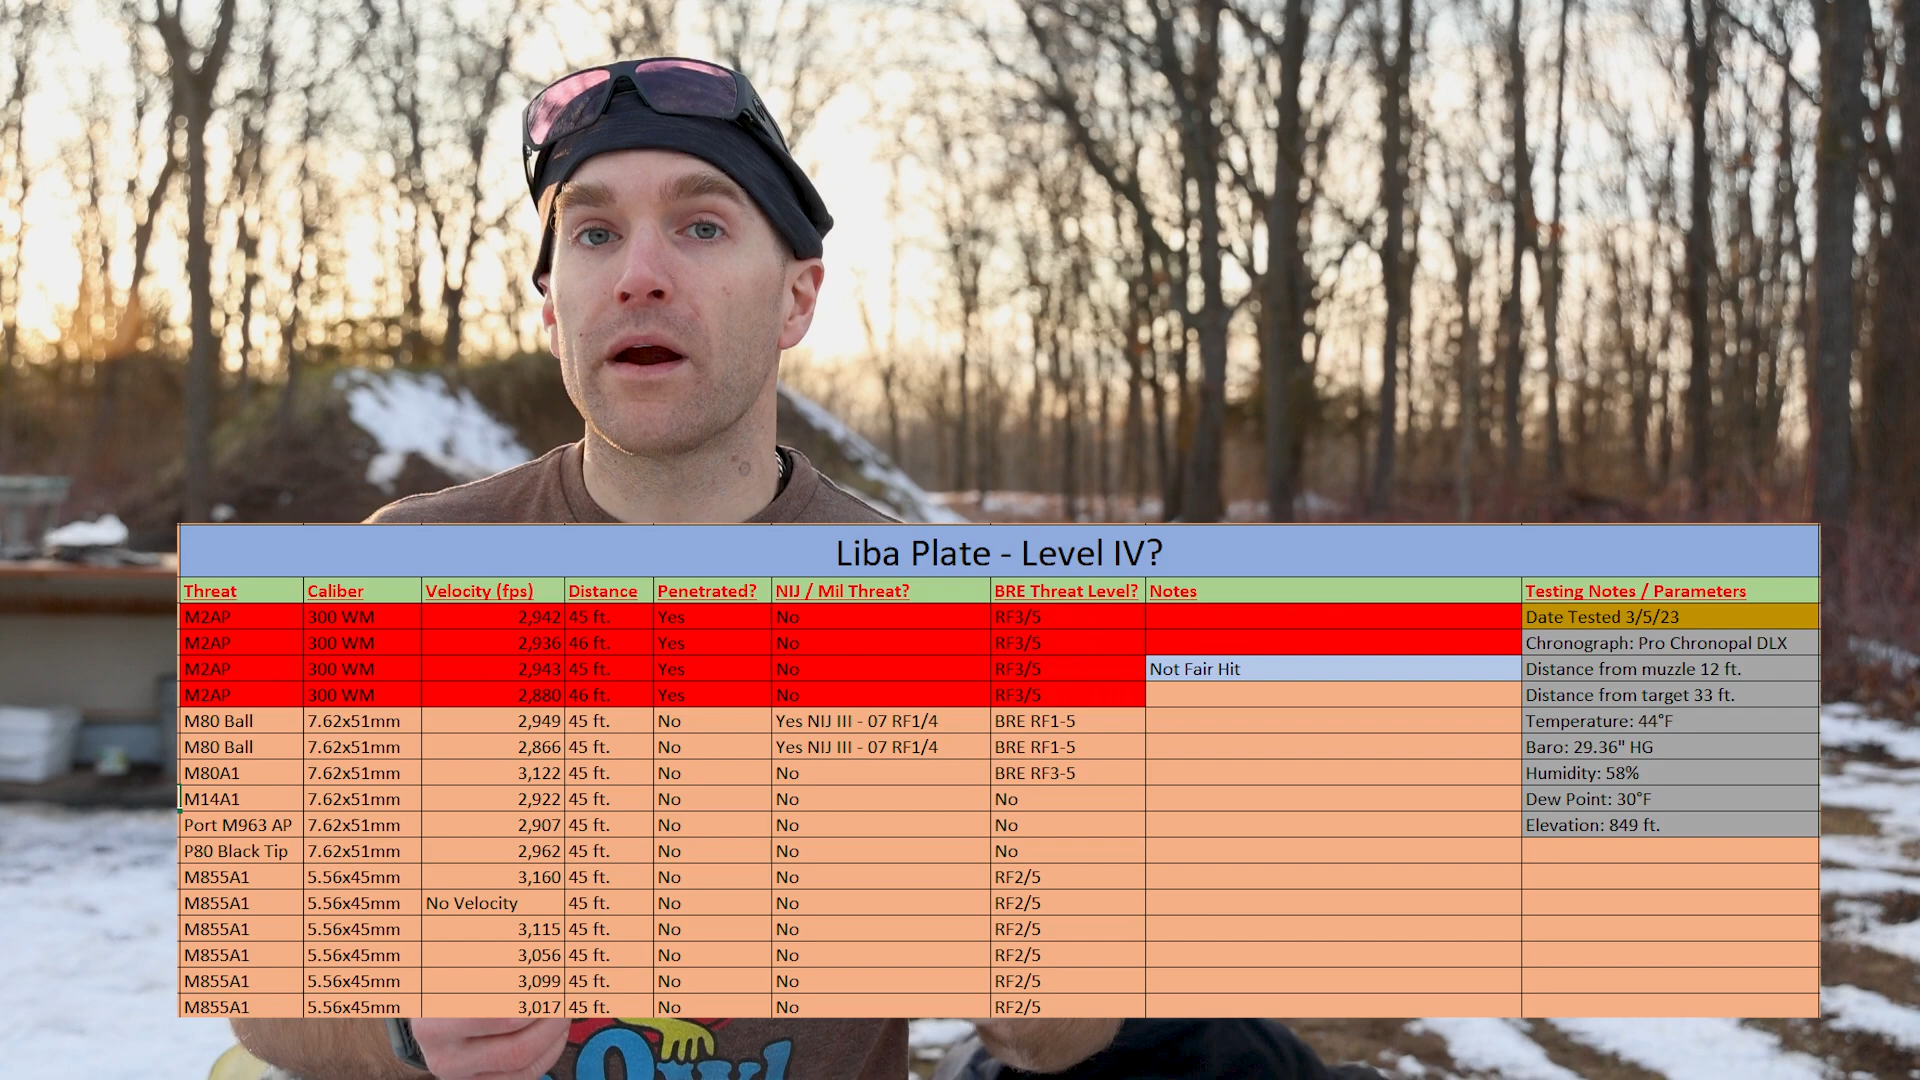 Liba Plate - Level IV?
Threat Caliber Velocity (fps) Distance Penetrated? NIJ / Mil Threat? BRE Threat Level? Notes Testing Notes / Parameters
M2AP 300 WM 2,942 45 ft. Yes No RF3/5 Date Tested 3/5/23
M2AP 300 WM 2,936 46 ft. Yes No RF3/5 Chronograph: Pro Chronopal DLX
M2AP 300 WM 2,943 45 ft. Yes No RF3/5 Not Fair Hit Distance from muzzle 12 ft.
M2AP 300 WM 2,880 46 ft. Yes No RF3/5 Distance from target 33 ft.
M80 Ball 7.62x51mm 2,949 45 ft. No Yes NIJ III - 07 RF1/4 BRE RF1-5 Temperature: 44°F
M80 Ball 7.62x51mm 2,866 45 ft. No Yes NIJ III - 07 RF1/4 BRE RF1-5 Baro: 29.36" HG
M80A1 7.62x51mm 3,122 45 ft. No No BRE RF3-5 Humidity: 58%
M14A1 7.62x51mm 2,922 45 ft. No No No Dew Point: 30°F
Port M963 AP 7.62x51mm 2,907 45 ft. No No No Elevation: 849 ft.
P80 Black Tip 7.62x51mm 2,962 45 ft. No No No
M855A1 5.56x45mm 3,160 45 ft. No No RF2/5
M855A1 5.56x45mm No Velocity 45 ft. No No RF2/5
M855A1 5.56x45mm 3,115 45 ft. No No RF2/5
M855A1 5.56x45mm 3,056 45 ft. No No RF2/5
M855A1 5.56x45mm 3,099 45 ft. No No RF2/5
M855A1 5.56x45mm 3,017 45 ft. No No RF2/5